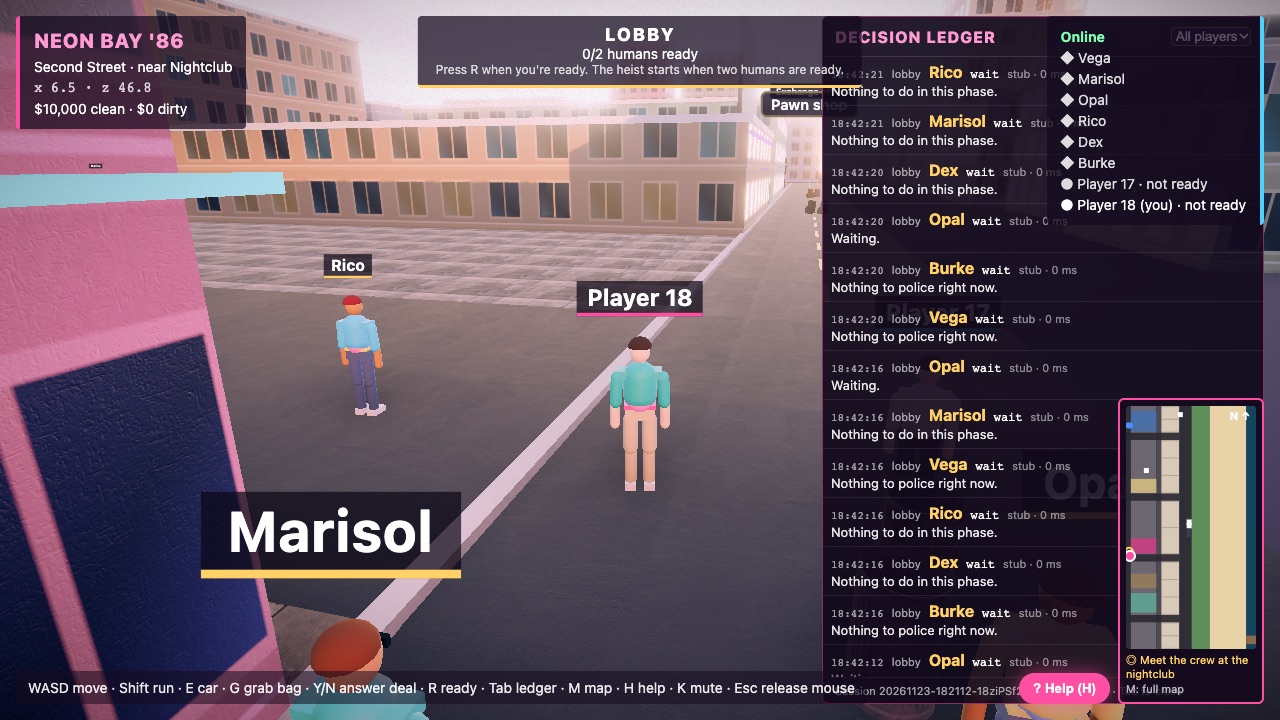 NEON BAY '86
Second Street · near Nightclub
x 6.5 · z 46.8
$10,000 clean · $0 dirty
LOBBY
0/2 humans ready
Press R when you're ready. The heist starts when two humans are ready.
Pawn shop
DECISION LEDGER
All players
Online
Vega
Marisol
Opal
Rico
Dex
Burke
Player 17 · not ready
Player 18 (you) · not ready
:21 lobby Rico wait stub · 0 ms
Nothing to do in this phase.
18:42:21 lobby Marisol wait stub
Nothing to do in this phase.
18:42:20 lobby Dex wait stub · 0 ms
Nothing to do in this phase.
18:42:20 lobby Opal wait stub · 0 ms
Waiting.
18:42:20 lobby Burke wait stub · 0 ms
Nothing to police right now.
18:42:20 lobby Vega wait stub · 0 ms
Nothing to police right now.
18:42:16 lobby Opal wait stub · 0 ms
Waiting.
18:42:16 lobby Marisol wait stub · 0 ms
Nothing to do in this phase.
18:42:16 lobby Vega wait stub · 0 ms
Nothing to police right now.
18:42:16 lobby Rico wait stub · 0 ms
Nothing to do in this phase.
18:42:16 lobby Dex wait stub · 0 ms
Nothing to do in this phase.
18:42:16 lobby Burke wait stub · 0 ms
Nothing to police right now.
18:42:12 lobby Opal wait stub · 0 ms
Rico
Player 18
Marisol
Player 17
Opa
N ↑
◎ Meet the crew at the
nightclub
M: full map
WASD move · Shift run · E car · G grab bag · Y/N answer deal · R ready · Tab ledger · M map · H help · K mute · Esc release mouse
? Help (H)